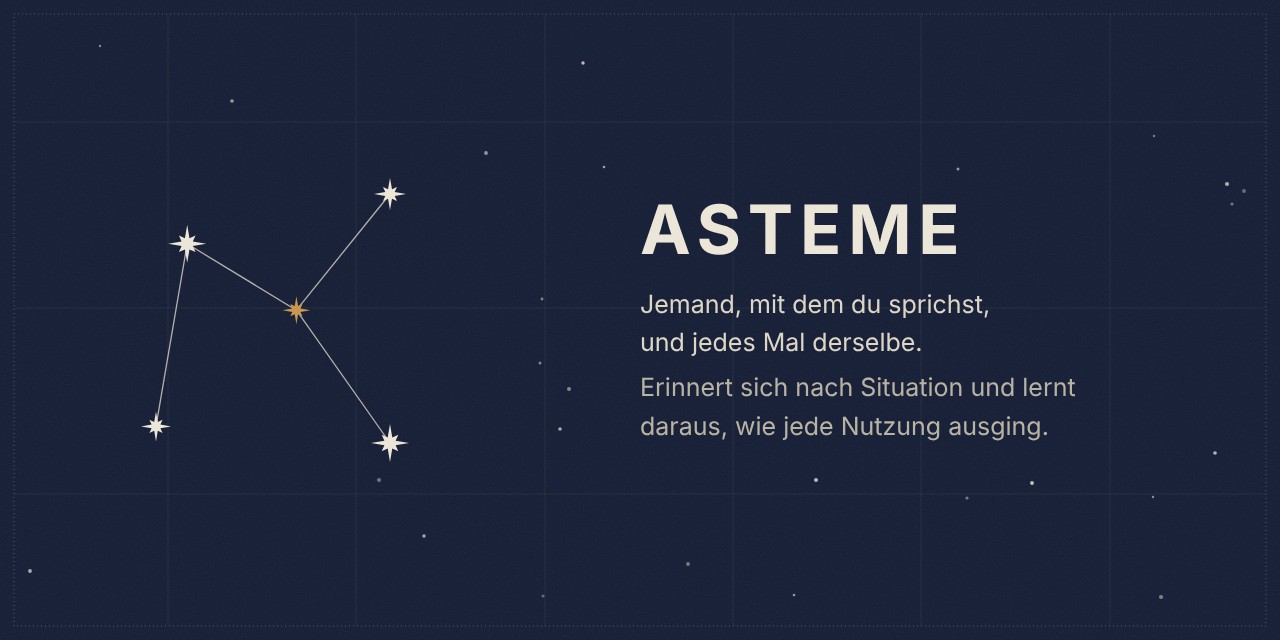 ASTEME
Jemand, mit dem du sprichst,
und jedes Mal derselbe.
Erinnert sich nach Situation und lernt
daraus, wie jede Nutzung ausging.